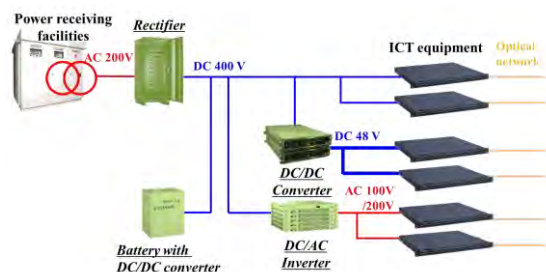 Power receiving
facilities
Rectifier
AC 200V
DC 400 V
ICT equipment
Optical
network
DC 48 V
DC/DC
Converter
AC 100V
/200V
Battery with
DC/DC converter
DC/AC
Inverter